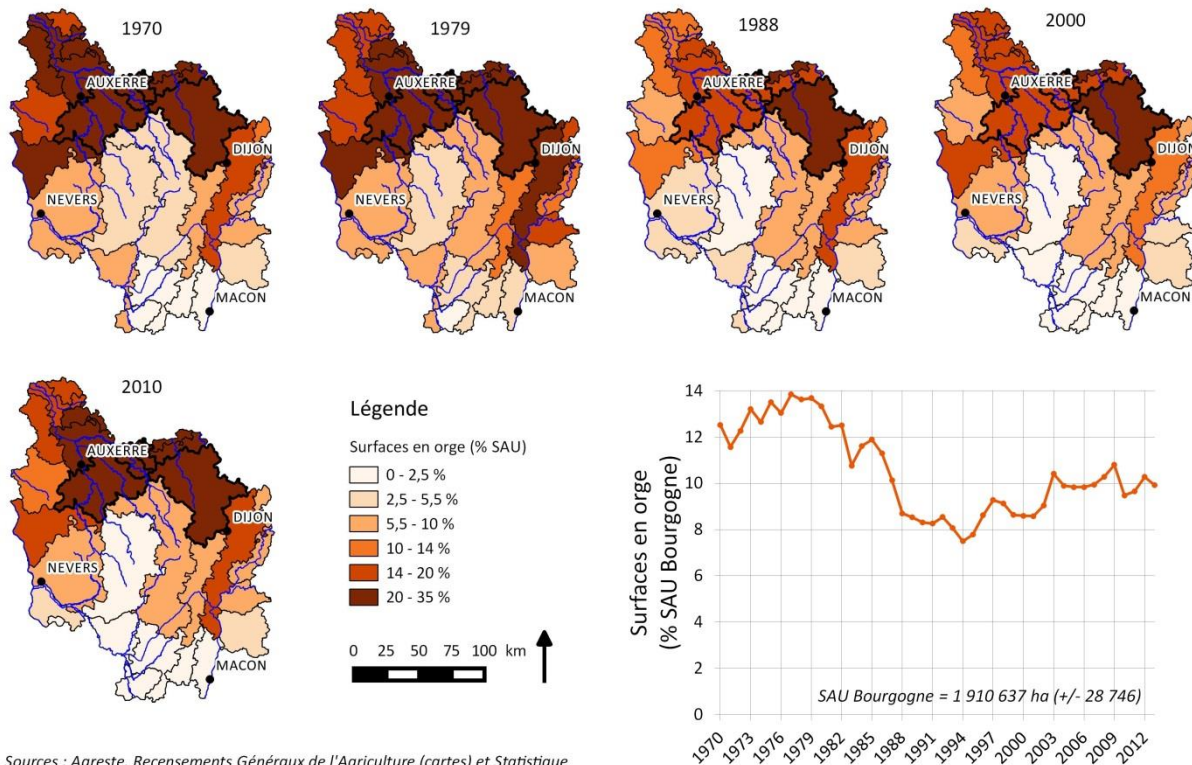 1970
1979
1988
2000
AUXERRE
DIJON
NEVERS
MACON
AUXERRE
DIJON
NEVERS
MACON
AUXERRE
DIJON
NEVERS
MACON
AUXERRE
DIJON
NEVERS
MACON
2010
AUXERRE
DIJON
NEVERS
MACON
Légende
Surfaces en orge (% SAU)
0 - 2,5 %
2,5 - 5,5 %
5,5 - 10 %
10 - 14 %
14 - 20 %
20 - 35 %
0 25 50 75 100 km
Surfaces en orge
(% SAU Bourgogne)
14
12
10
8
6
4
2
0
SAU Bourgogne = 1 910 637 ha (+/- 28 746)
1970 1973 1976 1979 1982 1985 1988 1991 1994 1997 2000 2003 2006 2009 2012
Sources : Agreste, Recensements Généraux de l'Agriculture (cartes) et Statistique